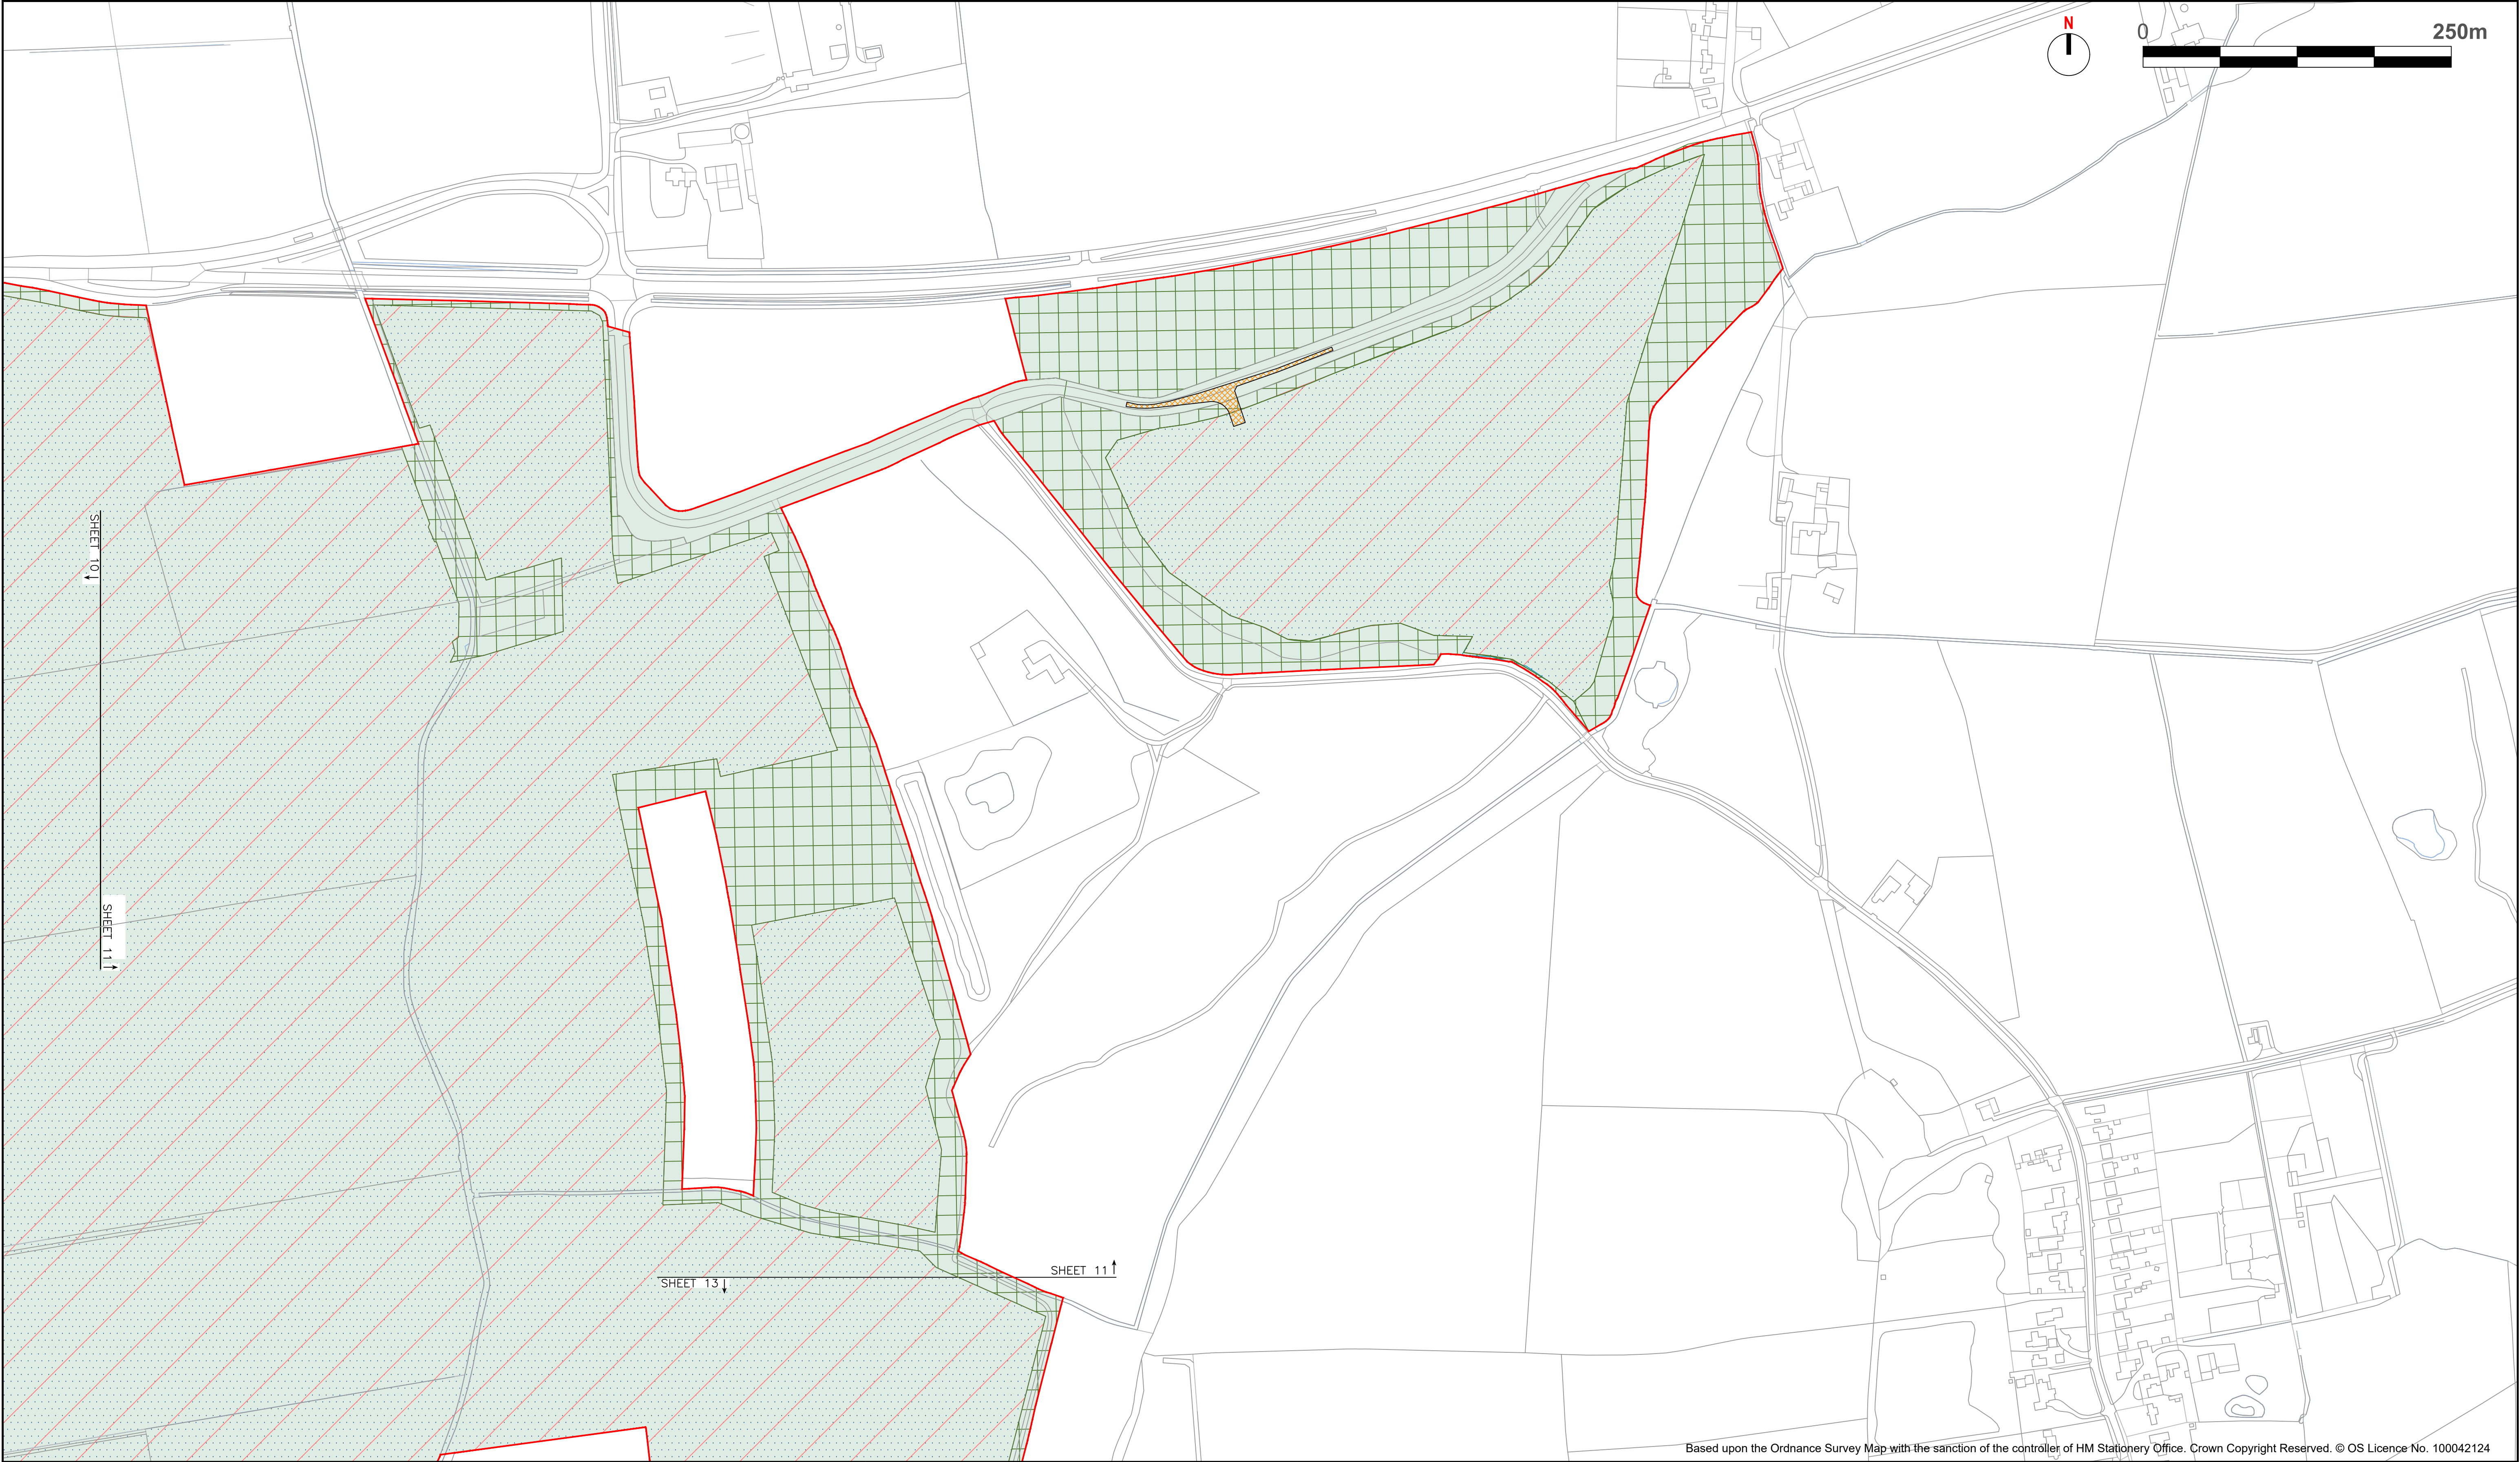 N
0 250m
SHEET 10
SHEET 11
SHEET 11
SHEET 13
Based upon the Ordnance Survey Map with the sanction of the controller of HM Stationery Office. Crown Copyright Reserved. © OS Licence No. 100042124